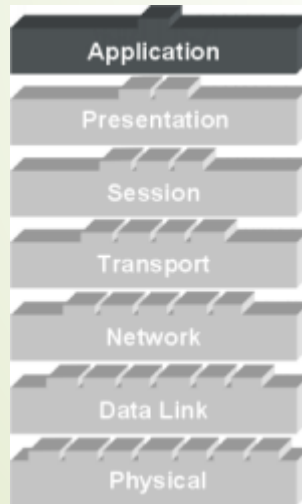 Application
Presentation
Session
Transport
Network
Data Link
Physical